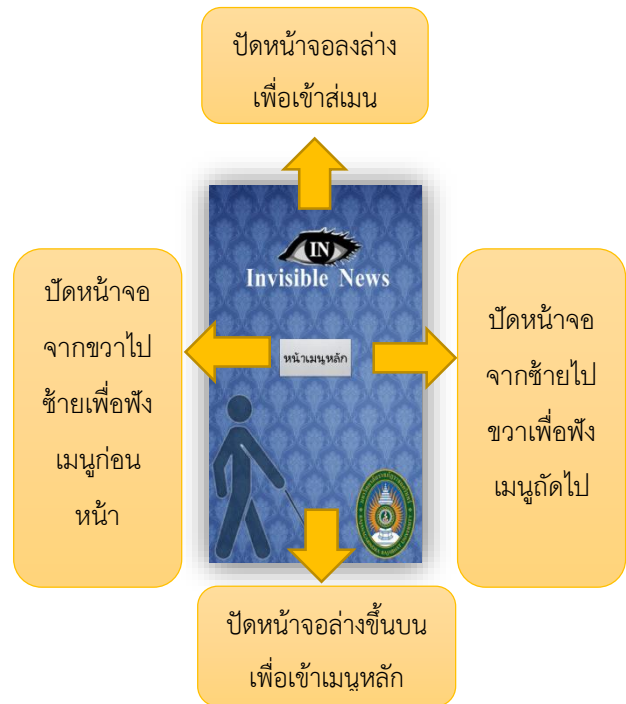 ปัดหน้าจอลงล่าง
เพื่อเข้าสู่เมนู
IN
Invisible News
ปัดหน้าจอ
จากขวาไป
ซ้ายเพื่อฟัง
เมนูก่อน
หน้า
หน้าเมนูหลัก
ปัดหน้าจอ
จากซ้ายไป
ขวาเพื่อฟัง
เมนูถัดไป
ปัดหน้าจอล่างขึ้นบน
เพื่อเข้าเมนูหลัก